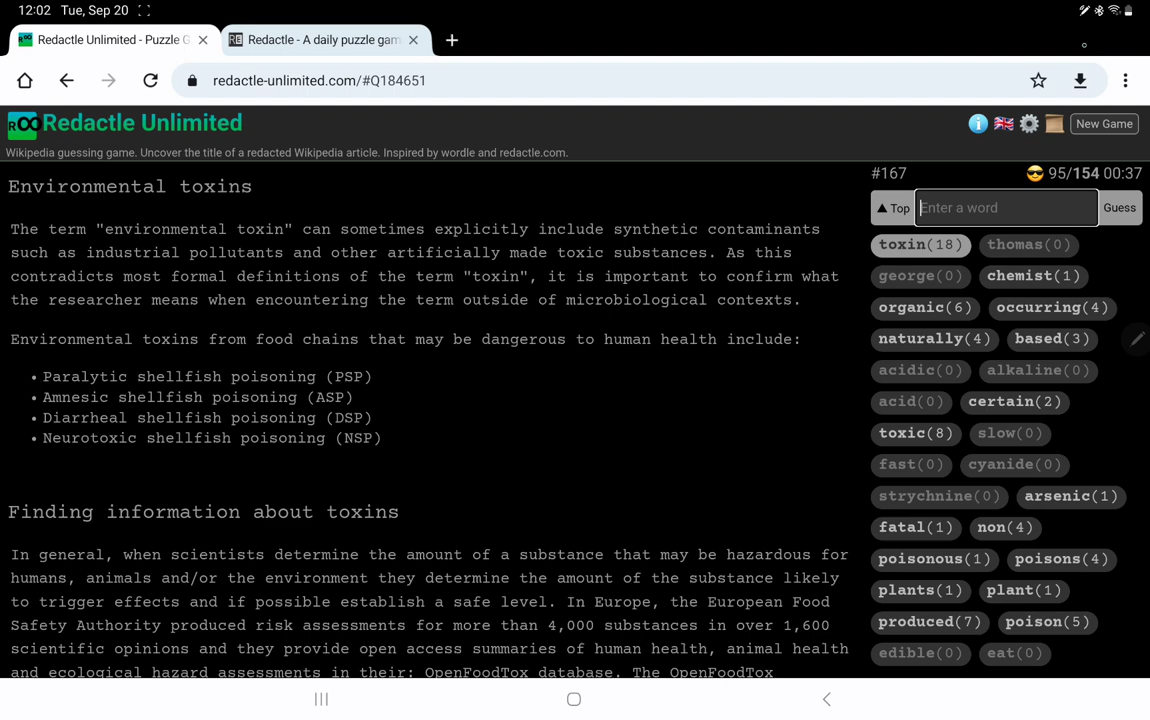 12:02 Tue, Sep 20
Redactle Unlimited - Puzzle G
Redactle - A daily puzzle gam
redactle-unlimited.com/#Q184651
Redactle Unlimited
New Game
Wikipedia guessing game. Uncover the title of a redacted Wikipedia article. Inspired by wordle and redactle.com.
Environmental toxins
The term "environmental toxin" can sometimes explicitly include synthetic contaminants
such as industrial pollutants and other artificially made toxic substances. As this
contradicts most formal definitions of the term "toxin", it is important to confirm what
the researcher means when encountering the term outside of microbiological contexts.
Environmental toxins from food chains that may be dangerous to human health include:
• Paralytic shellfish poisoning (PSP)
• Amnesic shellfish poisoning (ASP)
• Diarrheal shellfish poisoning (DSP)
• Neurotoxic shellfish poisoning (NSP)
Finding information about toxins
In general, when scientists determine the amount of a substance that may be hazardous for
humans, animals and/or the environment they determine the amount of the substance likely
to trigger effects and if possible establish a safe level. In Europe, the European Food
Safety Authority produced risk assessments for more than 4,000 substances in over 1,600
scientific opinions and they provide open access summaries of human health, animal health
and ecological hazard assessments in their: OpenFoodTox database. The OpenFoodTox
#167 95/154 00:37
▲ Top Enter a word Guess
toxin(18) thomas(0)
george(0) chemist(1)
organic(6) occurring(4)
naturally(4) based(3)
acidic(0) alkaline(0)
acid(0) certain(2)
toxic(8) slow(0)
fast(0) cyanide(0)
strychnine(0) arsenic(1)
fatal(1) non(4)
poisonous(1) poisons(4)
plants(1) plant(1)
produced(7) poison(5)
edible(0) eat(0)